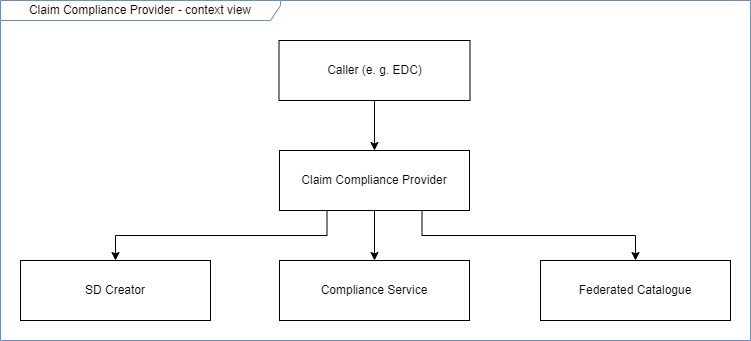 Claim Compliance Provider - context view
Caller (e. g. EDC)
Claim Compliance Provider
SD Creator
Compliance Service
Federated Catalogue